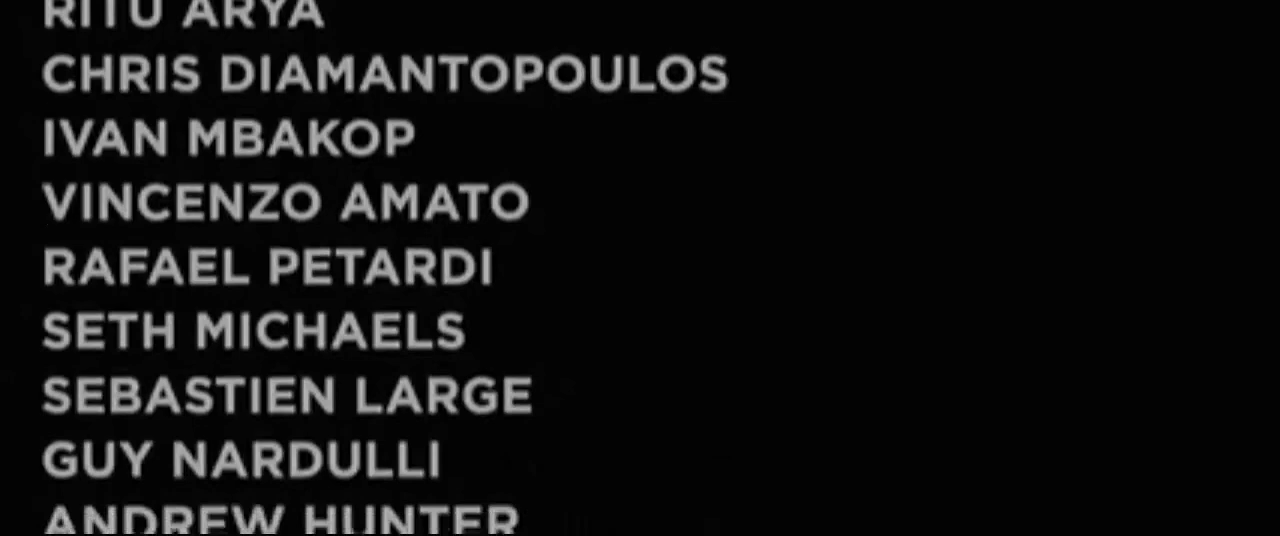 RITU ARYA
CHRIS DIAMANTOPOULOS
IVAN MBAKOP
VINCENZO AMATO
RAFAEL PETARDI
SETH MICHAELS
SEBASTIEN LARGE
GUY NARDULLI
ANDREW HUNTER